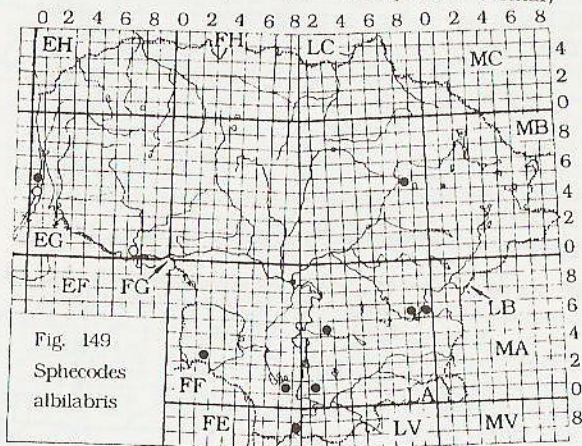 0 2 4 6 8 0 2 4 6 8 2 4 6 8 0 2 4 6 8
EH FH LC MC
4
2
0
8
MB
6
4
2
0
EG
EF FG LB
8
6
Fig. 149
MA
4
Sphecodes
albilabris
FF
2
A
0
FE LV MV
8